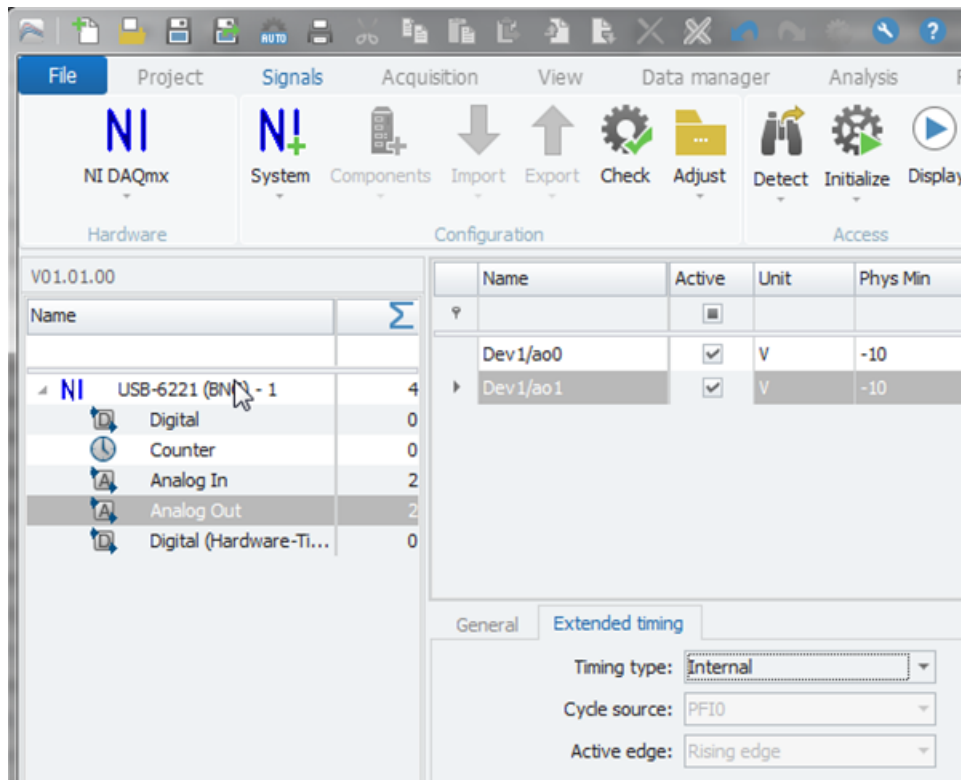 AUTO
File Project Signals Acquisition View Data manager Analysis
NI NI
NI DAQmx System Components Import Export Check Adjust Detect Initialize Display
Hardware Configuration Access
V01.01.00
Name Σ
Name Active Unit Phys Min
Dev1/ao0 V -10
Dev1/ao1 V -10
NI USB-6221 (BNC) - 1 4
Digital 0
Counter 0
Analog In 2
Analog Out 2
Digital (Hardware-Ti... 0
General Extended timing
Timing type: Internal
Cycle source: PFI0
Active edge: Rising edge